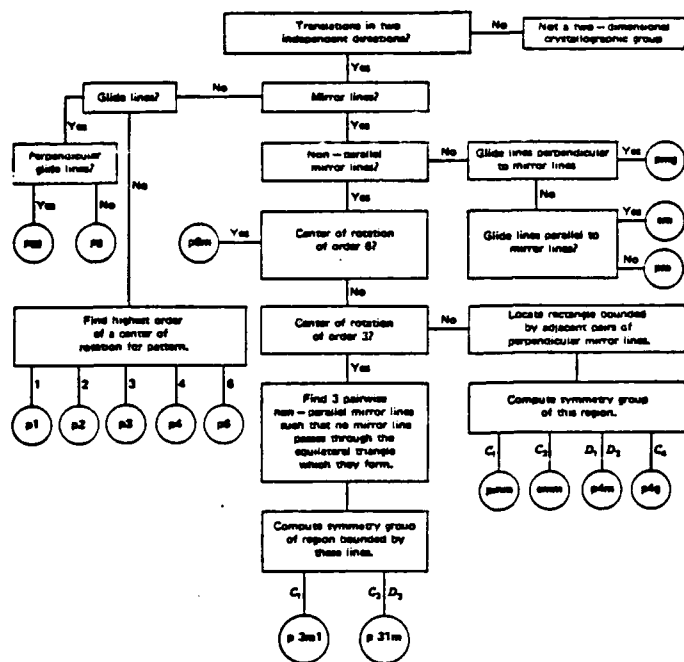 Translations in two
independent directions?
No
Not a two – dimensional
crystallographic group
Yes
Glide lines?
No
Mirror lines?
Yes
Yes
No
Perpendicular
glide lines?
Non – parallel
mirror lines?
No
Glide lines perpendicular
to mirror lines
Yes
pmg
Yes
No
Yes
No
pgg
pg
p6m
Yes
Center of rotation
of order 6?
Glide lines parallel to
mirror lines?
Yes
cm
No
pm
No
Find highest order
of a center of
rotation for pattern.
Center of rotation
of order 3?
No
Locate rectangle bounded
by adjacent pairs of
perpendicular mirror lines.
1
2
3
4
6
Yes
p1
p2
p3
p4
p6
Find 3 pairwise
non – parallel mirror lines
such that no mirror line
passes through the
equilateral triangle
which they form.
Compute symmetry group
of this region.
C₁
C₂
D₁
D₂
C₄
pmm
cmm
p4m
p4g
Compute symmetry group
of region bounded by
these lines.
C₁
C₃
D₃
p 3m1
p 31m